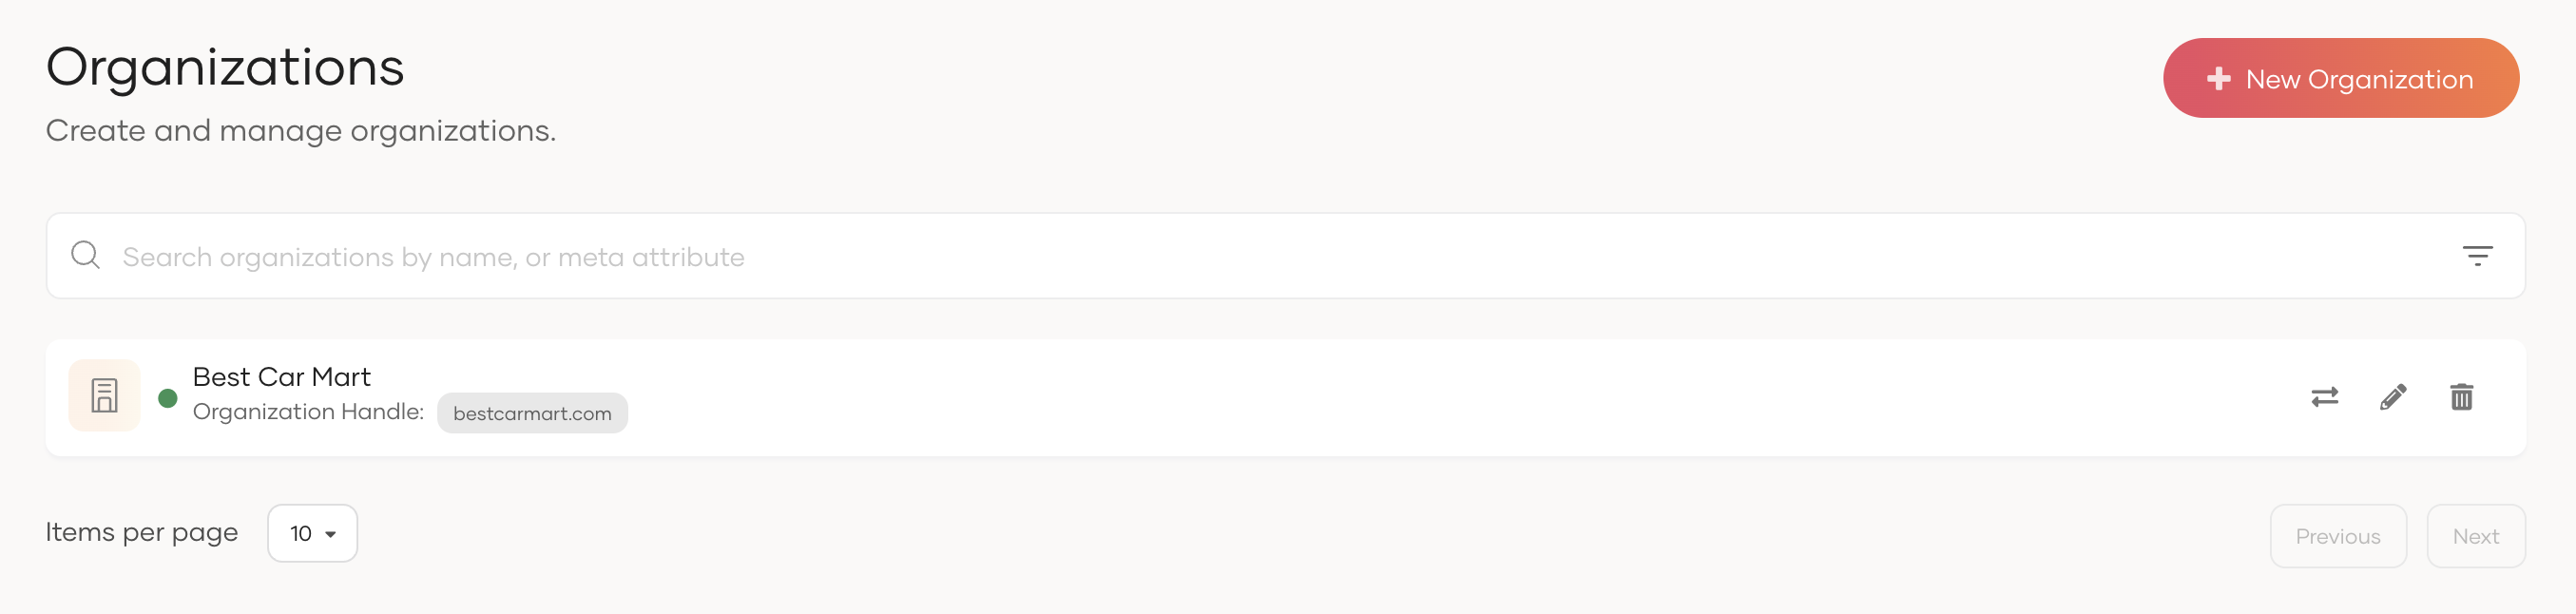 Organizations
New Organization
Create and manage organizations.
Search organizations by name, or meta attribute
Best Car Mart
Organization Handle: bestcarmart.com
Items per page 10
Previous Next